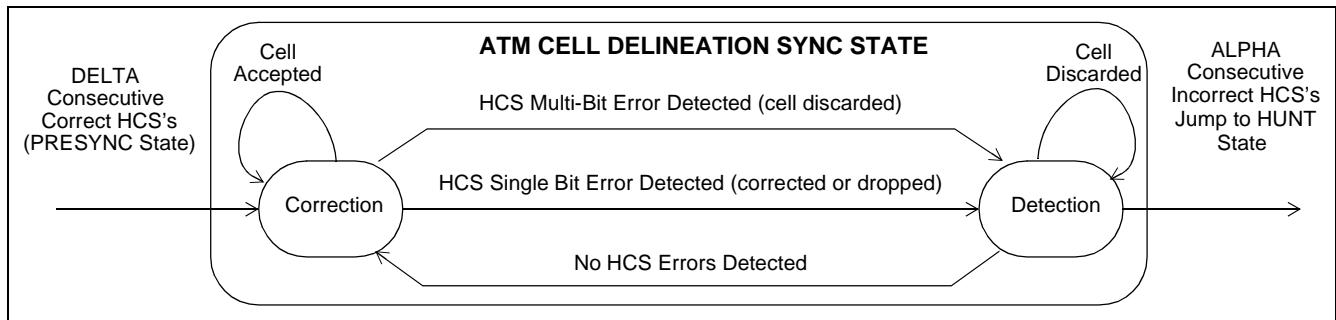 ATM CELL DELINEATION SYNC STATE
DELTA
Consecutive
Correct HCS's
(PRESYNC State)
Cell
Accepted
HCS Multi-Bit Error Detected (cell discarded)
Cell
Discarded
ALPHA
Consecutive
Incorrect HCS's
Jump to HUNT
State
HCS Single Bit Error Detected (corrected or dropped)
Correction
Detection
No HCS Errors Detected